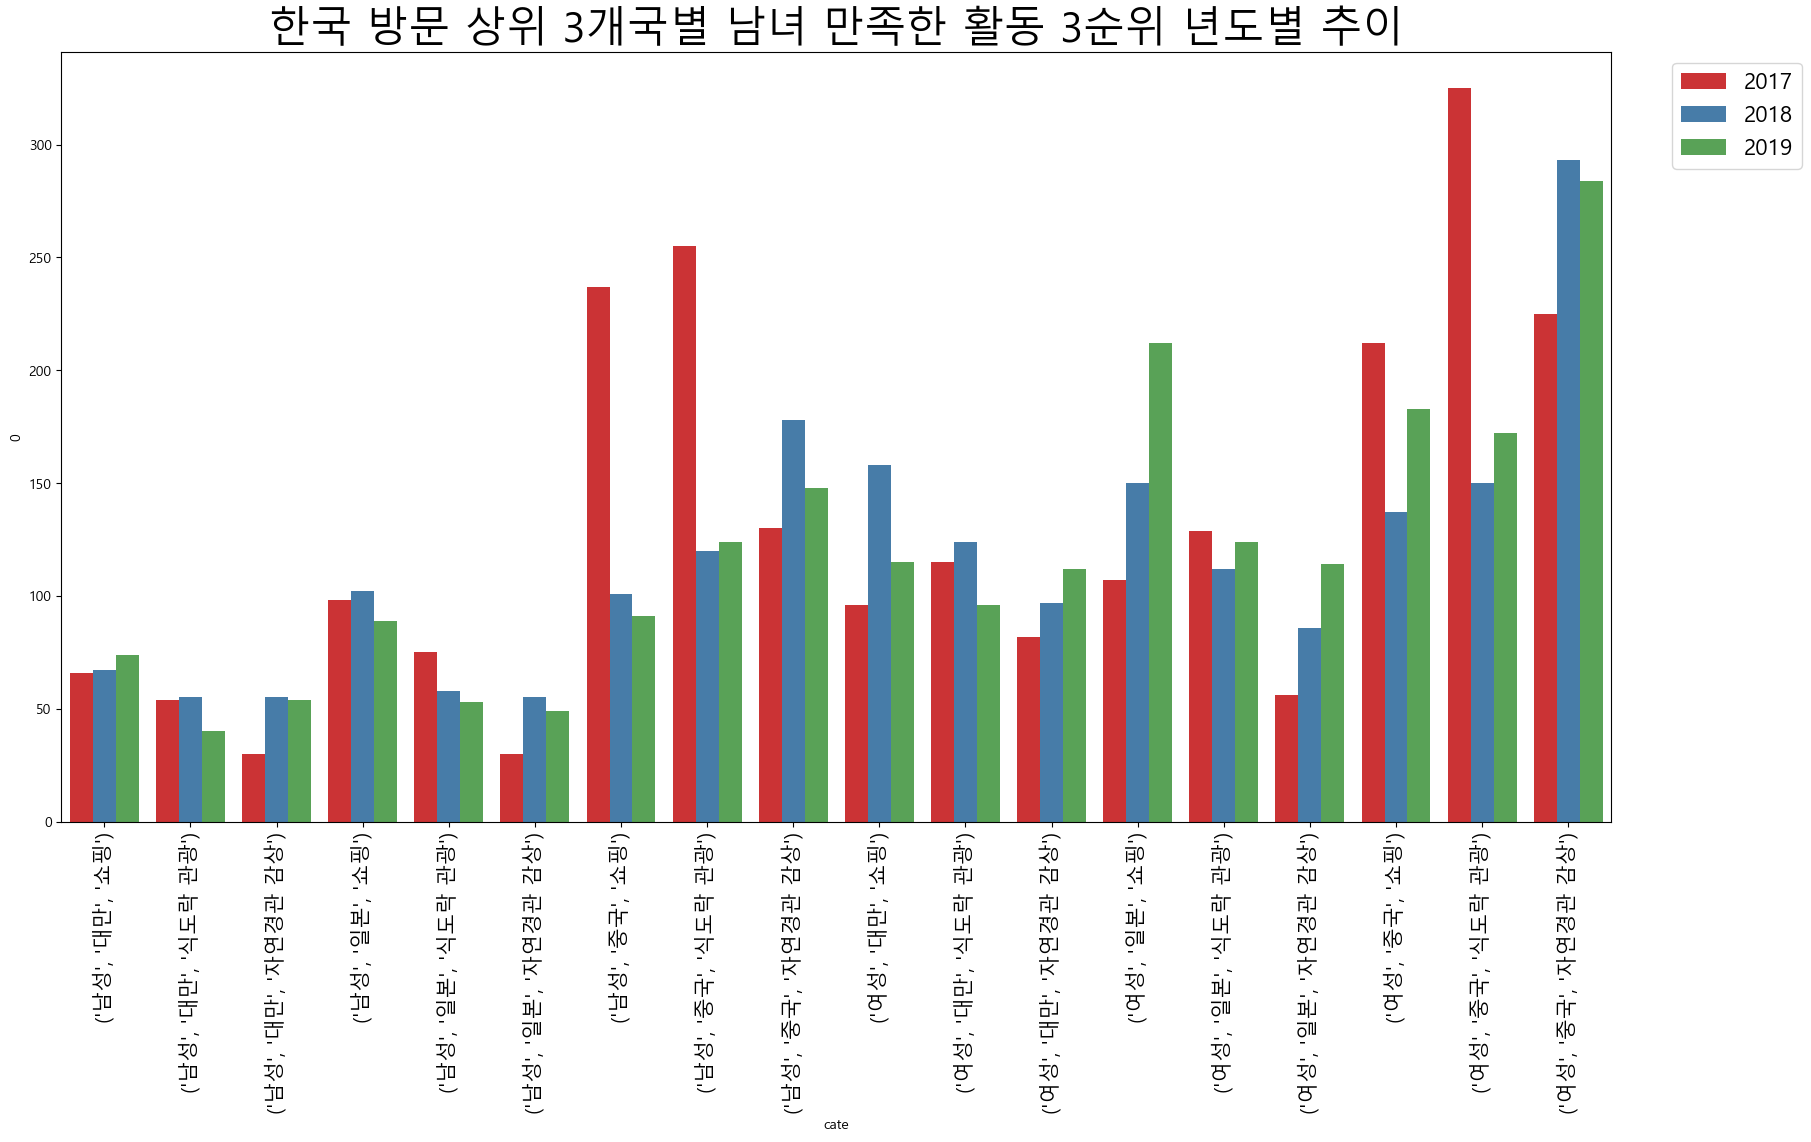 한국 방문 상위 3개국별 남녀 만족한 활동 3순위 년도별 추이
2017
2018
2019
300
250
200
150
100
50
0
0
('남성', '대만', '쇼핑')
('남성', '대만', '식도락 관광')
('남성', '대만', '자연경관 감상')
('남성', '일본', '쇼핑')
('남성', '일본', '식도락 관광')
('남성', '일본', '자연경관 감상')
('남성', '중국', '쇼핑')
('남성', '중국', '식도락 관광')
('남성', '중국', '자연경관 감상')
('여성', '대만', '쇼핑')
('여성', '대만', '식도락 관광')
('여성', '대만', '자연경관 감상')
('여성', '일본', '쇼핑')
('여성', '일본', '식도락 관광')
('여성', '일본', '자연경관 감상')
('여성', '중국', '쇼핑')
('여성', '중국', '식도락 관광')
('여성', '중국', '자연경관 감상')
cate